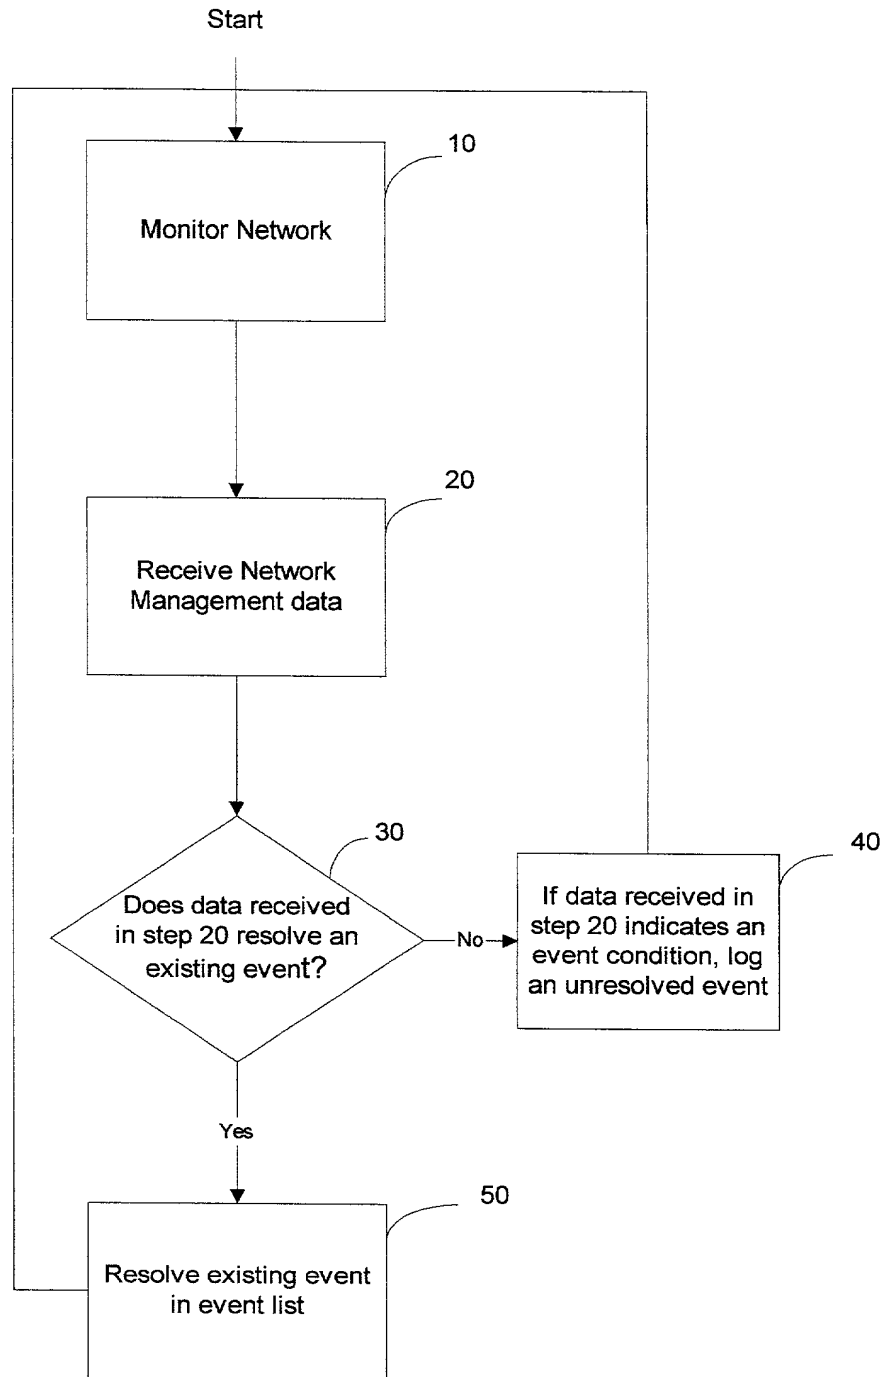 Start
10
Monitor Network
20
Receive Network
Management data
30
Does data received
in step 20 resolve an
existing event?
No
40
If data received in
step 20 indicates an
event condition, log
an unresolved event
Yes
50
Resolve existing event
in event list